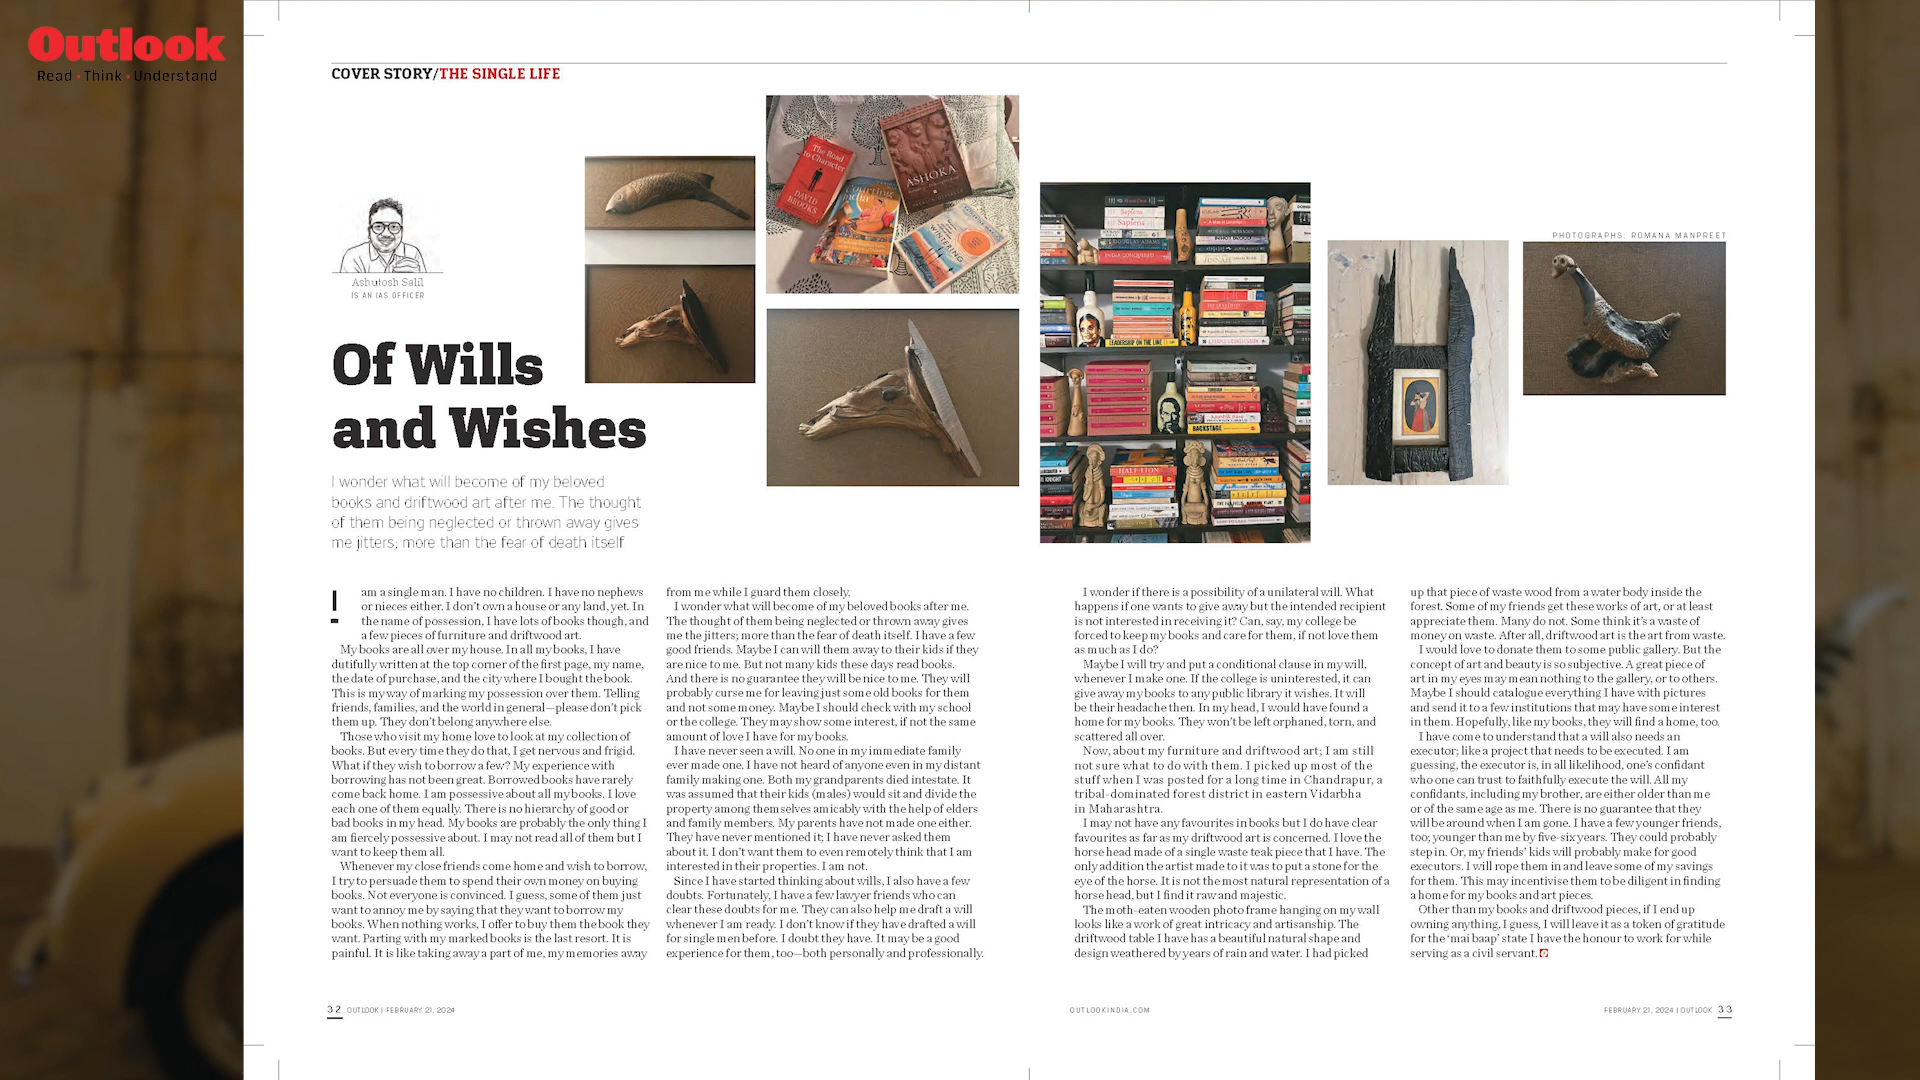 Outlook
Read • Think • Understand
COVER STORY/THE SINGLE LIFE
Ashutosh Salil
IS AN IAS OFFICER
Of Wills
and Wishes
I wonder what will become of my beloved
books and driftwood art after me. The thought
of them being neglected or thrown away gives
me jitters; more than the fear of death itself
The Road
to Character
DAVID
BROOKS
ASHOKA
Courting
India
WINTERING
Sapiens
Sapiens
DOUGLAS ADAMS
INDIA CONQUERED
JINNAH
LEADERSHIP ON THE LINE
BACKSTAGE
HALF-LION
PHOTOGRAPHS: ROMANA MANPREET
I am a single man. I have no children. I have no nephews
or nieces either. I don't own a house or any land, yet. In
the name of possession, I have lots of books though, and
a few pieces of furniture and driftwood art.
My books are all over my house. In all my books, I have
dutifully written at the top corner of the first page, my name,
the date of purchase, and the city where I bought the book.
This is my way of marking my possession over them. Telling
friends, families, and the world in general—please don't pick
them up. They don't belong anywhere else.
Those who visit my home love to look at my collection of
books. But every time they do that, I get nervous and frigid.
What if they wish to borrow a few? My experience with
borrowing has not been great. Borrowed books have rarely
come back home. I am possessive about all my books. I love
each one of them equally. There is no hierarchy of good or
bad books in my head. My books are probably the only thing I
am fiercely possessive about. I may not read all of them but I
want to keep them all.
Whenever my close friends come home and wish to borrow,
I try to persuade them to spend their own money on buying
books. Not everyone is convinced. I guess, some of them just
want to annoy me by saying that they want to borrow my
books. When nothing works, I offer to buy them the book they
want. Parting with my marked books is the last resort. It is
painful. It is like taking away a part of me, my memories away
from me while I guard them closely.
I wonder what will become of my beloved books after me.
The thought of them being neglected or thrown away gives
me the jitters; more than the fear of death itself. I have a few
good friends. Maybe I can will them away to their kids if they
are nice to me. But not many kids these days read books.
And there is no guarantee they will be nice to me. They will
probably curse me for leaving just some old books for them
and not some money. Maybe I should check with my school
or the college. They may show some interest, if not the same
amount of love I have for my books.
I have never seen a will. No one in my immediate family
ever made one. I have not heard of anyone even in my distant
family making one. Both my grandparents died intestate. It
was assumed that their kids (males) would sit and divide the
property among themselves amicably with the help of elders
and family members. My parents have not made one either.
They have never mentioned it; I have never asked them
about it. I don't want them to even remotely think that I am
interested in their properties. I am not.
Since I have started thinking about wills, I also have a few
doubts. Fortunately, I have a few lawyer friends who can
clear these doubts for me. They can also help me draft a will
whenever I am ready. I don't know if they have drafted a will
for single men before. I doubt they have. It may be a good
experience for them, too—both personally and professionally.
I wonder if there is a possibility of a unilateral will. What
happens if one wants to give away but the intended recipient
is not interested in receiving it? Can, say, my college be
forced to keep my books and care for them, if not love them
as much as I do?
Maybe I will try and put a conditional clause in my will,
whenever I make one. If the college is uninterested, it can
give away my books to any public library it wishes. It will
be their headache then. In my head, I would have found a
home for my books. They won't be left orphaned, torn, and
scattered all over.
Now, about my furniture and driftwood art; I am still
not sure what to do with them. I picked up most of the
stuff when I was posted for a long time in Chandrapur, a
tribal-dominated forest district in eastern Vidarbha
in Maharashtra.
I may not have any favourites in books but I do have clear
favourites as far as my driftwood art is concerned. I love the
horse head made of a single waste teak piece that I have. The
only addition the artist made to it was to put a stone for the
eye of the horse. It is not the most natural representation of a
horse head, but I find it raw and majestic.
The moth-eaten wooden photo frame hanging on my wall
looks like a work of great intricacy and artisanship. The
driftwood table I have has a beautiful natural shape and
design weathered by years of rain and water. I had picked
up that piece of waste wood from a water body inside the
forest. Some of my friends get these works of art, or at least
appreciate them. Many do not. Some think it's a waste of
money on waste. After all, driftwood art is the art from waste.
I would love to donate them to some public gallery. But the
concept of art and beauty is so subjective. A great piece of
art in my eyes may mean nothing to the gallery, or to others.
Maybe I should catalogue everything I have with pictures
and send it to a few institutions that may have some interest
in them. Hopefully, like my books, they will find a home, too.
I have come to understand that a will also needs an
executor; like a project that needs to be executed. I am
guessing, the executor is, in all likelihood, one's confidant
who one can trust to faithfully execute the will. All my
confidants, including my brother, are either older than me
or of the same age as me. There is no guarantee that they
will be around when I am gone. I have a few younger friends,
too; younger than me by five-six years. They could probably
step in. Or, my friends' kids will probably make for good
executors. I will rope them in and leave some of my savings
for them. This may incentivise them to be diligent in finding
a home for my books and art pieces.
Other than my books and driftwood pieces, if I end up
owning anything, I guess, I will leave it as a token of gratitude
for the 'mai baap' state I have the honour to work for while
serving as a civil servant.
32 OUTLOOK | FEBRUARY 21, 2024
OUTLOOKINDIA.COM
FEBRUARY 21, 2024 | OUTLOOK 33